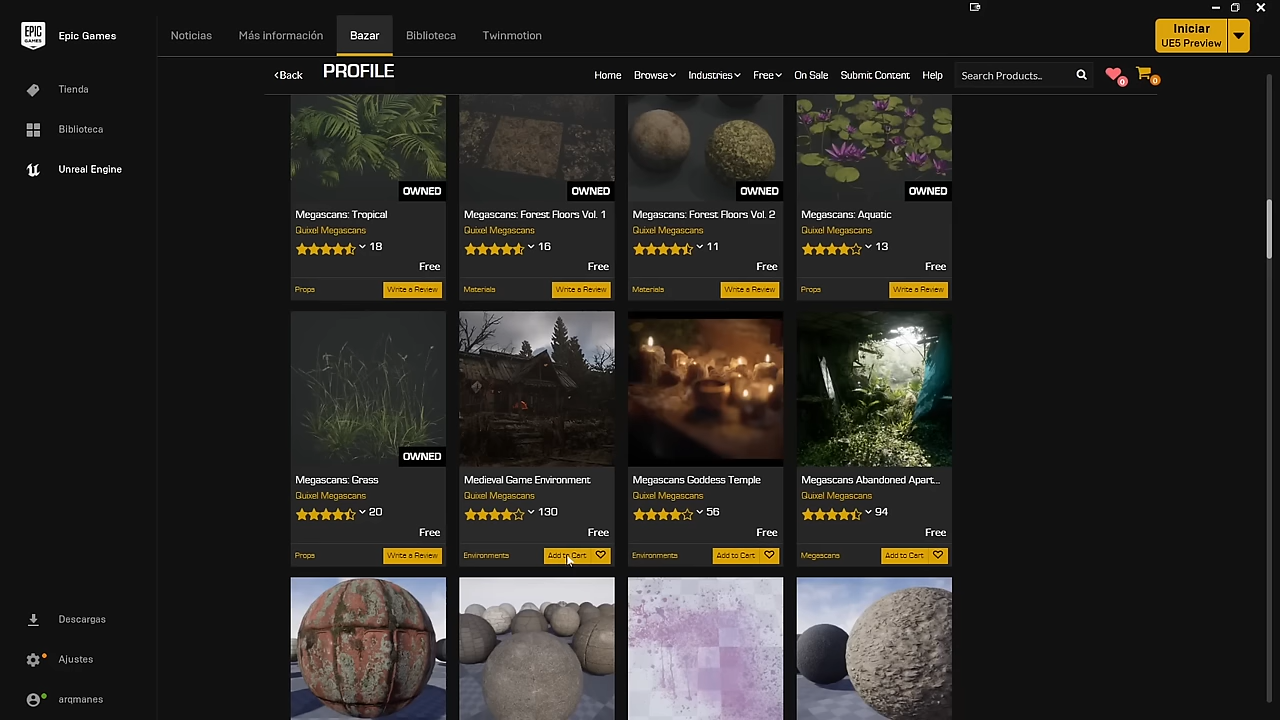 EPIC GAMES
Epic Games
Noticias
Más información
Bazar
Biblioteca
Twinmotion
Iniciar
UE5 Preview
Tienda
Biblioteca
Unreal Engine
Descargas
Ajustes
arqmanes
Back
PROFILE
Home
Browse
Industries
Free
On Sale
Submit Content
Help
Search Products..
0
0
OWNED
OWNED
OWNED
OWNED
Megascans: Tropical
Quixel Megascans
18
Free
Props
Write a Review
Megascans: Forest Floors Vol. 1
Quixel Megascans
16
Free
Materials
Write a Review
Megascans: Forest Floors Vol. 2
Quixel Megascans
11
Free
Materials
Write a Review
Megascans: Aquatic
Quixel Megascans
13
Free
Props
Write a Review
OWNED
Megascans: Grass
Quixel Megascans
20
Free
Props
Write a Review
Medieval Game Environment
Quixel Megascans
130
Free
Environments
Add to Cart
Megascans Goddess Temple
Quixel Megascans
56
Free
Environments
Add to Cart
Megascans Abandoned Apart...
Quixel Megascans
94
Free
Megascans
Add to Cart